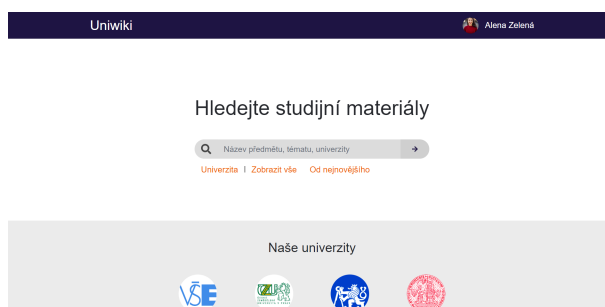 Uniwiki
Alena Zelená
Hledejte studijní materiály
Název předmětu, tématu, univerzity
Univerzita | Zobrazit vše Od nejnovějšího
Naše univerzity
VŠE